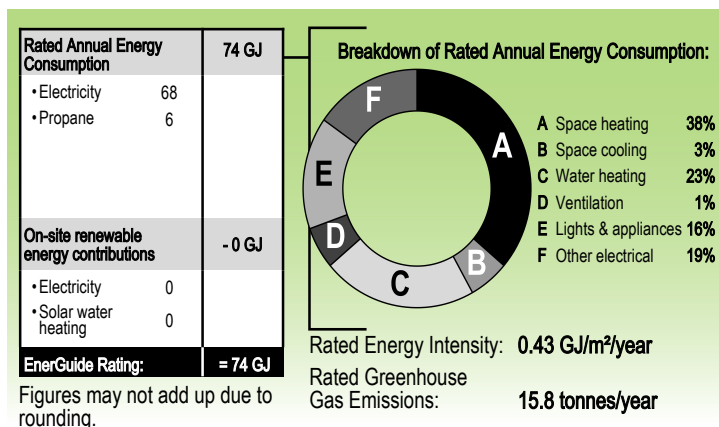 Rated Annual Energy
Consumption
74 GJ
•Electricity 68
•Propane 6
On-site renewable
energy contributions
- 0 GJ
•Electricity 0
•Solar water
heating 0
EnerGuide Rating: = 74 GJ
Figures may not add up due to
rounding.
Breakdown of Rated Annual Energy Consumption:
F
A
E
D
C
B
A Space heating 38%
B Space cooling 3%
C Water heating 23%
D Ventilation 1%
E Lights & appliances 16%
F Other electrical 19%
Rated Energy Intensity: 0.43 GJ/m²/year
Rated Greenhouse
Gas Emissions: 15.8 tonnes/year